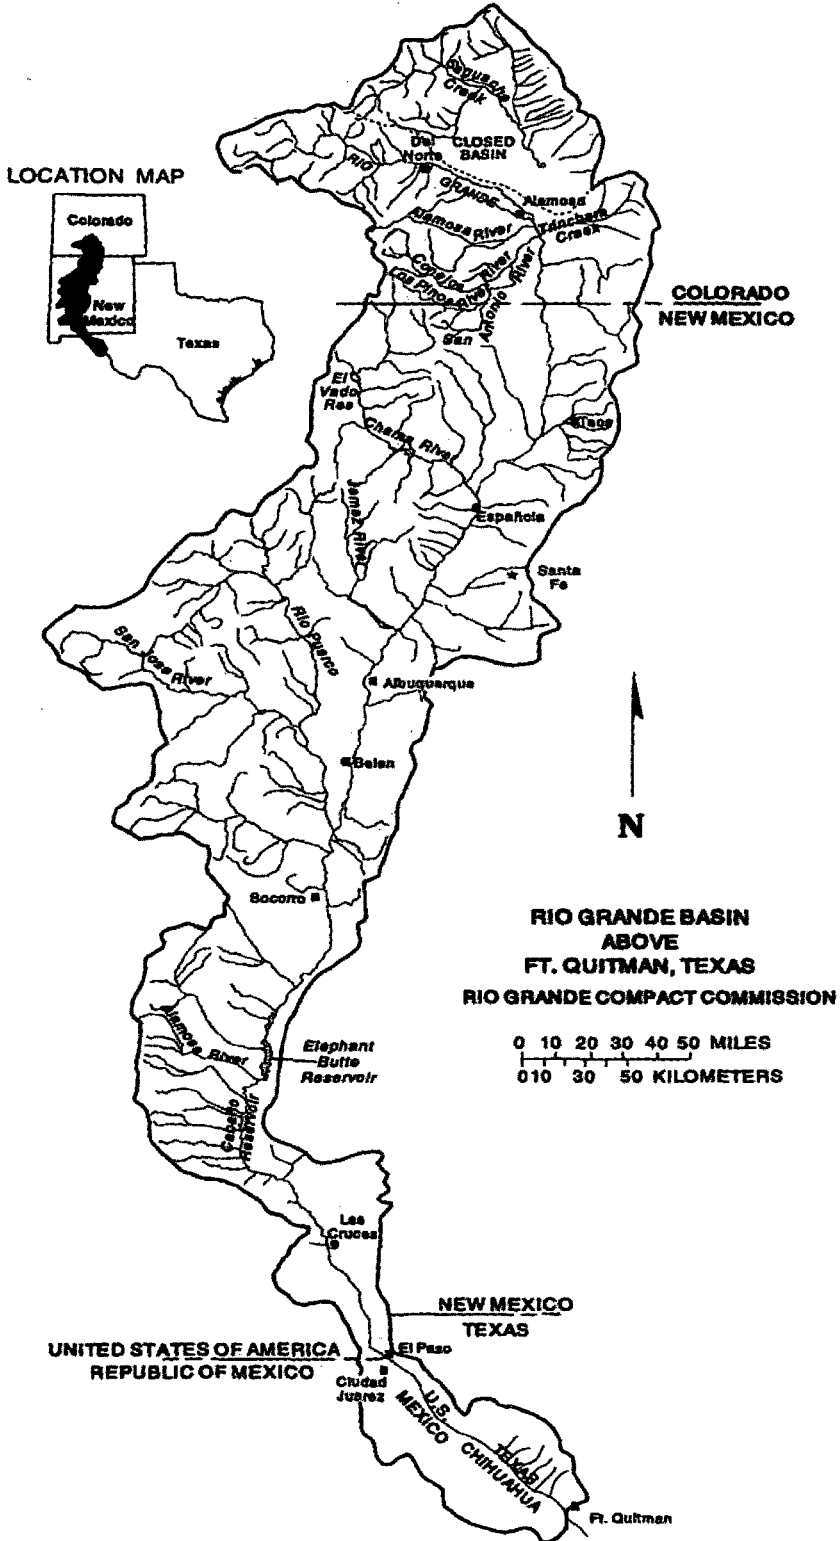 Saguache
Creek
Del
Norte
CLOSED
BASIN
RIO
GRANDE
Alamosa
LOCATION MAP
Colorado
New
Mexico
Texas
Alamosa River
Trinchera
Creek
Conejos River
Los Pinos River
San Antonio River
COLORADO
NEW MEXICO
El
Vado
Res
Chama River
Taos
Jemez River
Española
Santa
Fe
Rio Puerco
San Jose River
Albuquerque
Belen
N
Socorro
RIO GRANDE BASIN
ABOVE
FT. QUITMAN, TEXAS
RIO GRANDE COMPACT COMMISSION
0 10 20 30 40 50 MILES
0 10 30 50 KILOMETERS
Alamosa River
Elephant
Butte
Reservoir
Caballo
Reservoir
Las
Cruces
NEW MEXICO
TEXAS
UNITED STATES OF AMERICA
REPUBLIC OF MEXICO
El Paso
Ciudad
Juarez
U.S.
MEXICO
TEXAS
CHIHUAHUA
Ft. Quitman